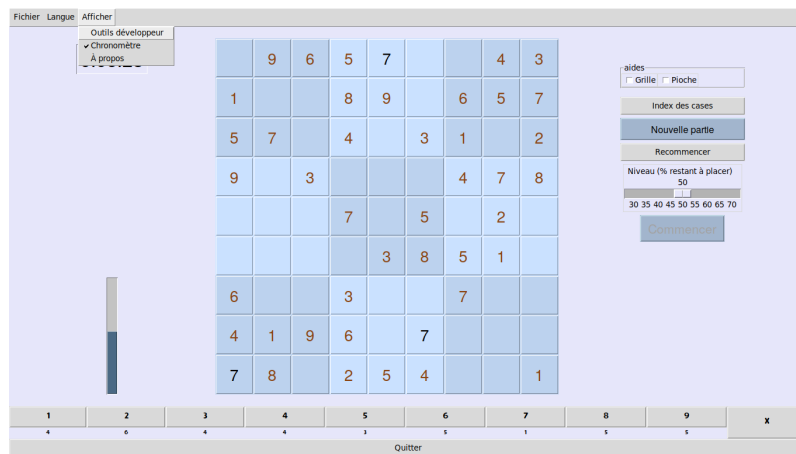 Fichier Langue Afficher
Outils développeur
Chronomètre
À propos
9 6 5 7 4 3
1 8 9 6 5 7
5 7 4 3 1 2
9 3 4 7 8
7 5 2
3 8 5 1
6 3 7
4 1 9 6 7
7 8 2 5 4 1
aides
Grille Pioche
Index des cases
Nouvelle partie
Recommencer
Niveau (% restant à placer)
50
30 35 40 45 50 55 60 65 70
Commencer
1 2 3 4 5 6 7 8 9 x
4 6 4 4 3 5 1 5 5
Quitter